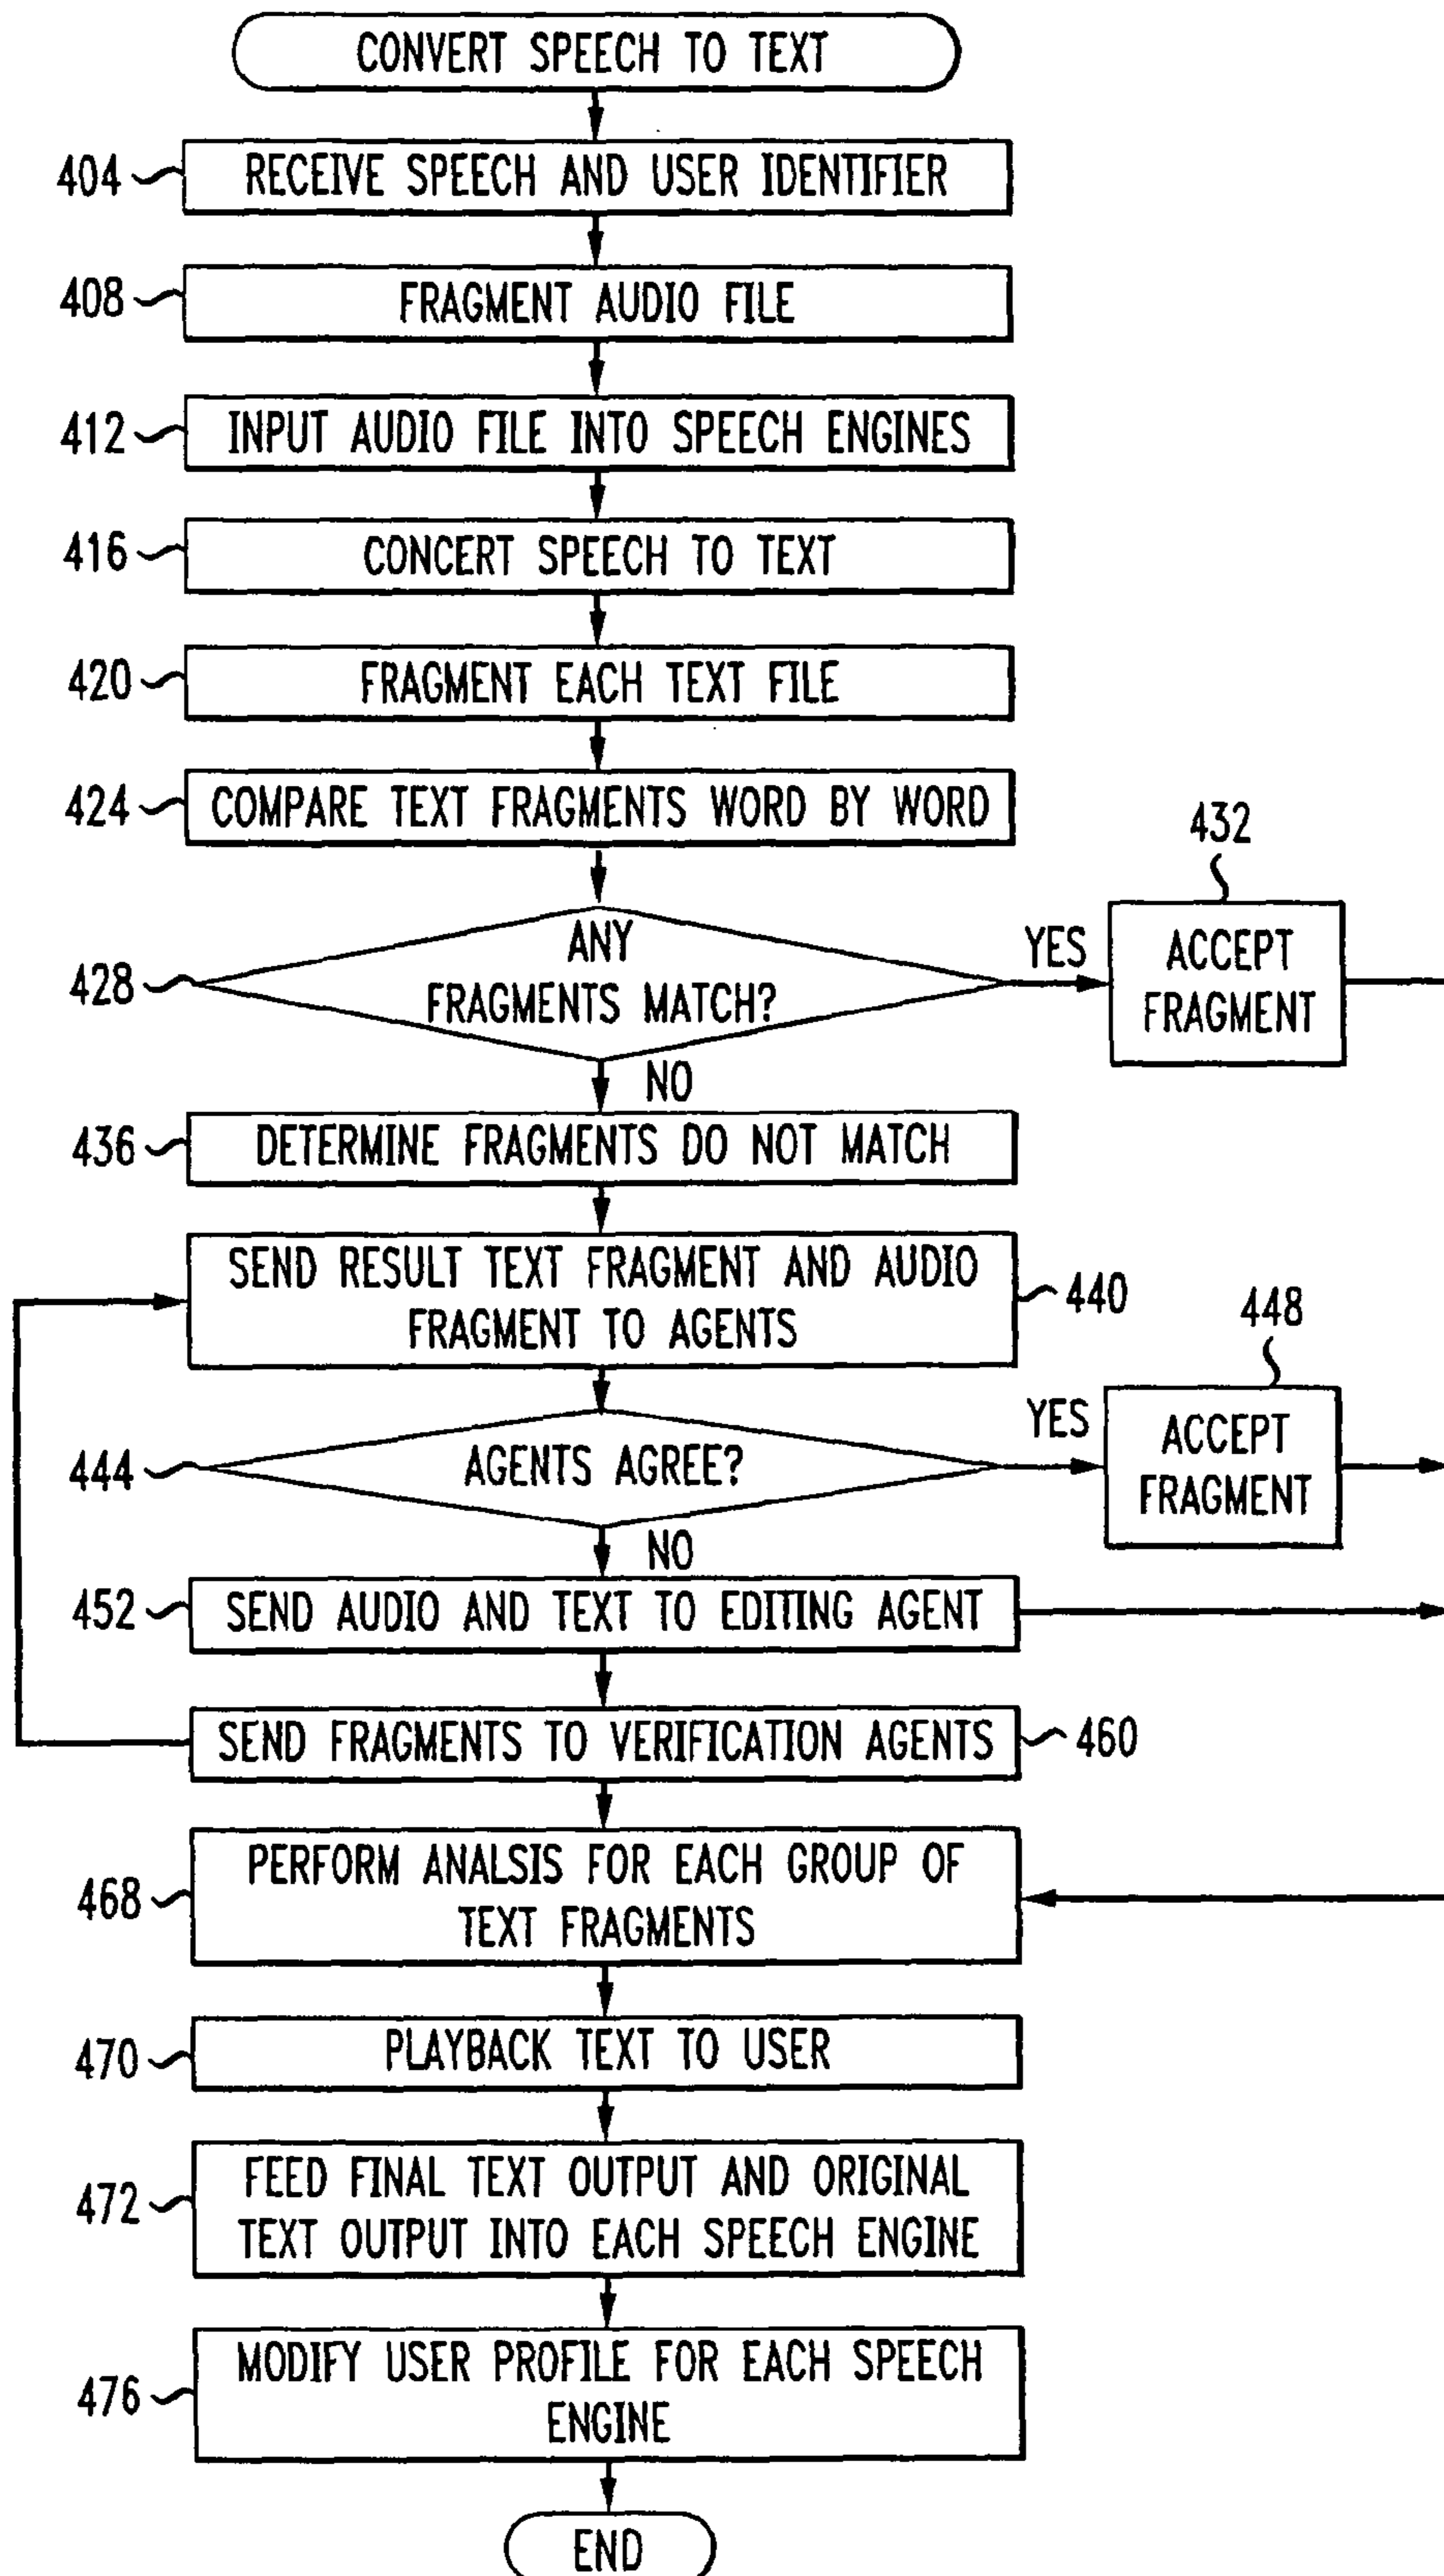 CONVERT SPEECH TO TEXT
404
RECEIVE SPEECH AND USER IDENTIFIER
408
FRAGMENT AUDIO FILE
412
INPUT AUDIO FILE INTO SPEECH ENGINES
416
CONCERT SPEECH TO TEXT
420
FRAGMENT EACH TEXT FILE
424
COMPARE TEXT FRAGMENTS WORD BY WORD
428
ANY
FRAGMENTS MATCH?
YES
432
ACCEPT
FRAGMENT
NO
436
DETERMINE FRAGMENTS DO NOT MATCH
SEND RESULT TEXT FRAGMENT AND AUDIO
FRAGMENT TO AGENTS
440
444
AGENTS AGREE?
YES
448
ACCEPT
FRAGMENT
NO
452
SEND AUDIO AND TEXT TO EDITING AGENT
SEND FRAGMENTS TO VERIFICATION AGENTS
460
468
PERFORM ANALSIS FOR EACH GROUP OF
TEXT FRAGMENTS
470
PLAYBACK TEXT TO USER
472
FEED FINAL TEXT OUTPUT AND ORIGINAL
TEXT OUTPUT INTO EACH SPEECH ENGINE
476
MODIFY USER PROFILE FOR EACH SPEECH
ENGINE
END